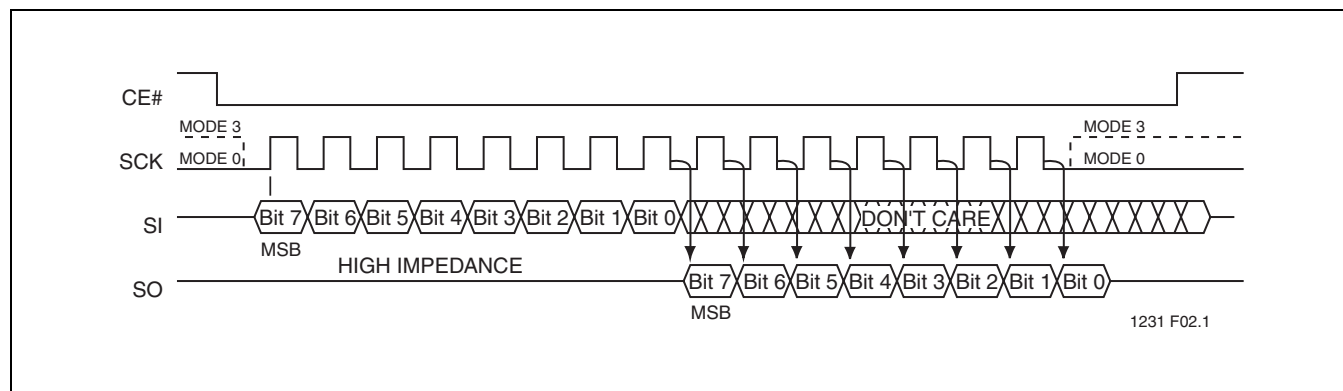 CE#
MODE 3
MODE 3
SCK
MODE 0
MODE 0
SI
Bit 7 Bit 6 Bit 5 Bit 4 Bit 3 Bit 2 Bit 1 Bit 0
DON'T CARE
MSB
HIGH IMPEDANCE
SO
Bit 7 Bit 6 Bit 5 Bit 4 Bit 3 Bit 2 Bit 1 Bit 0
MSB
1231 F02.1